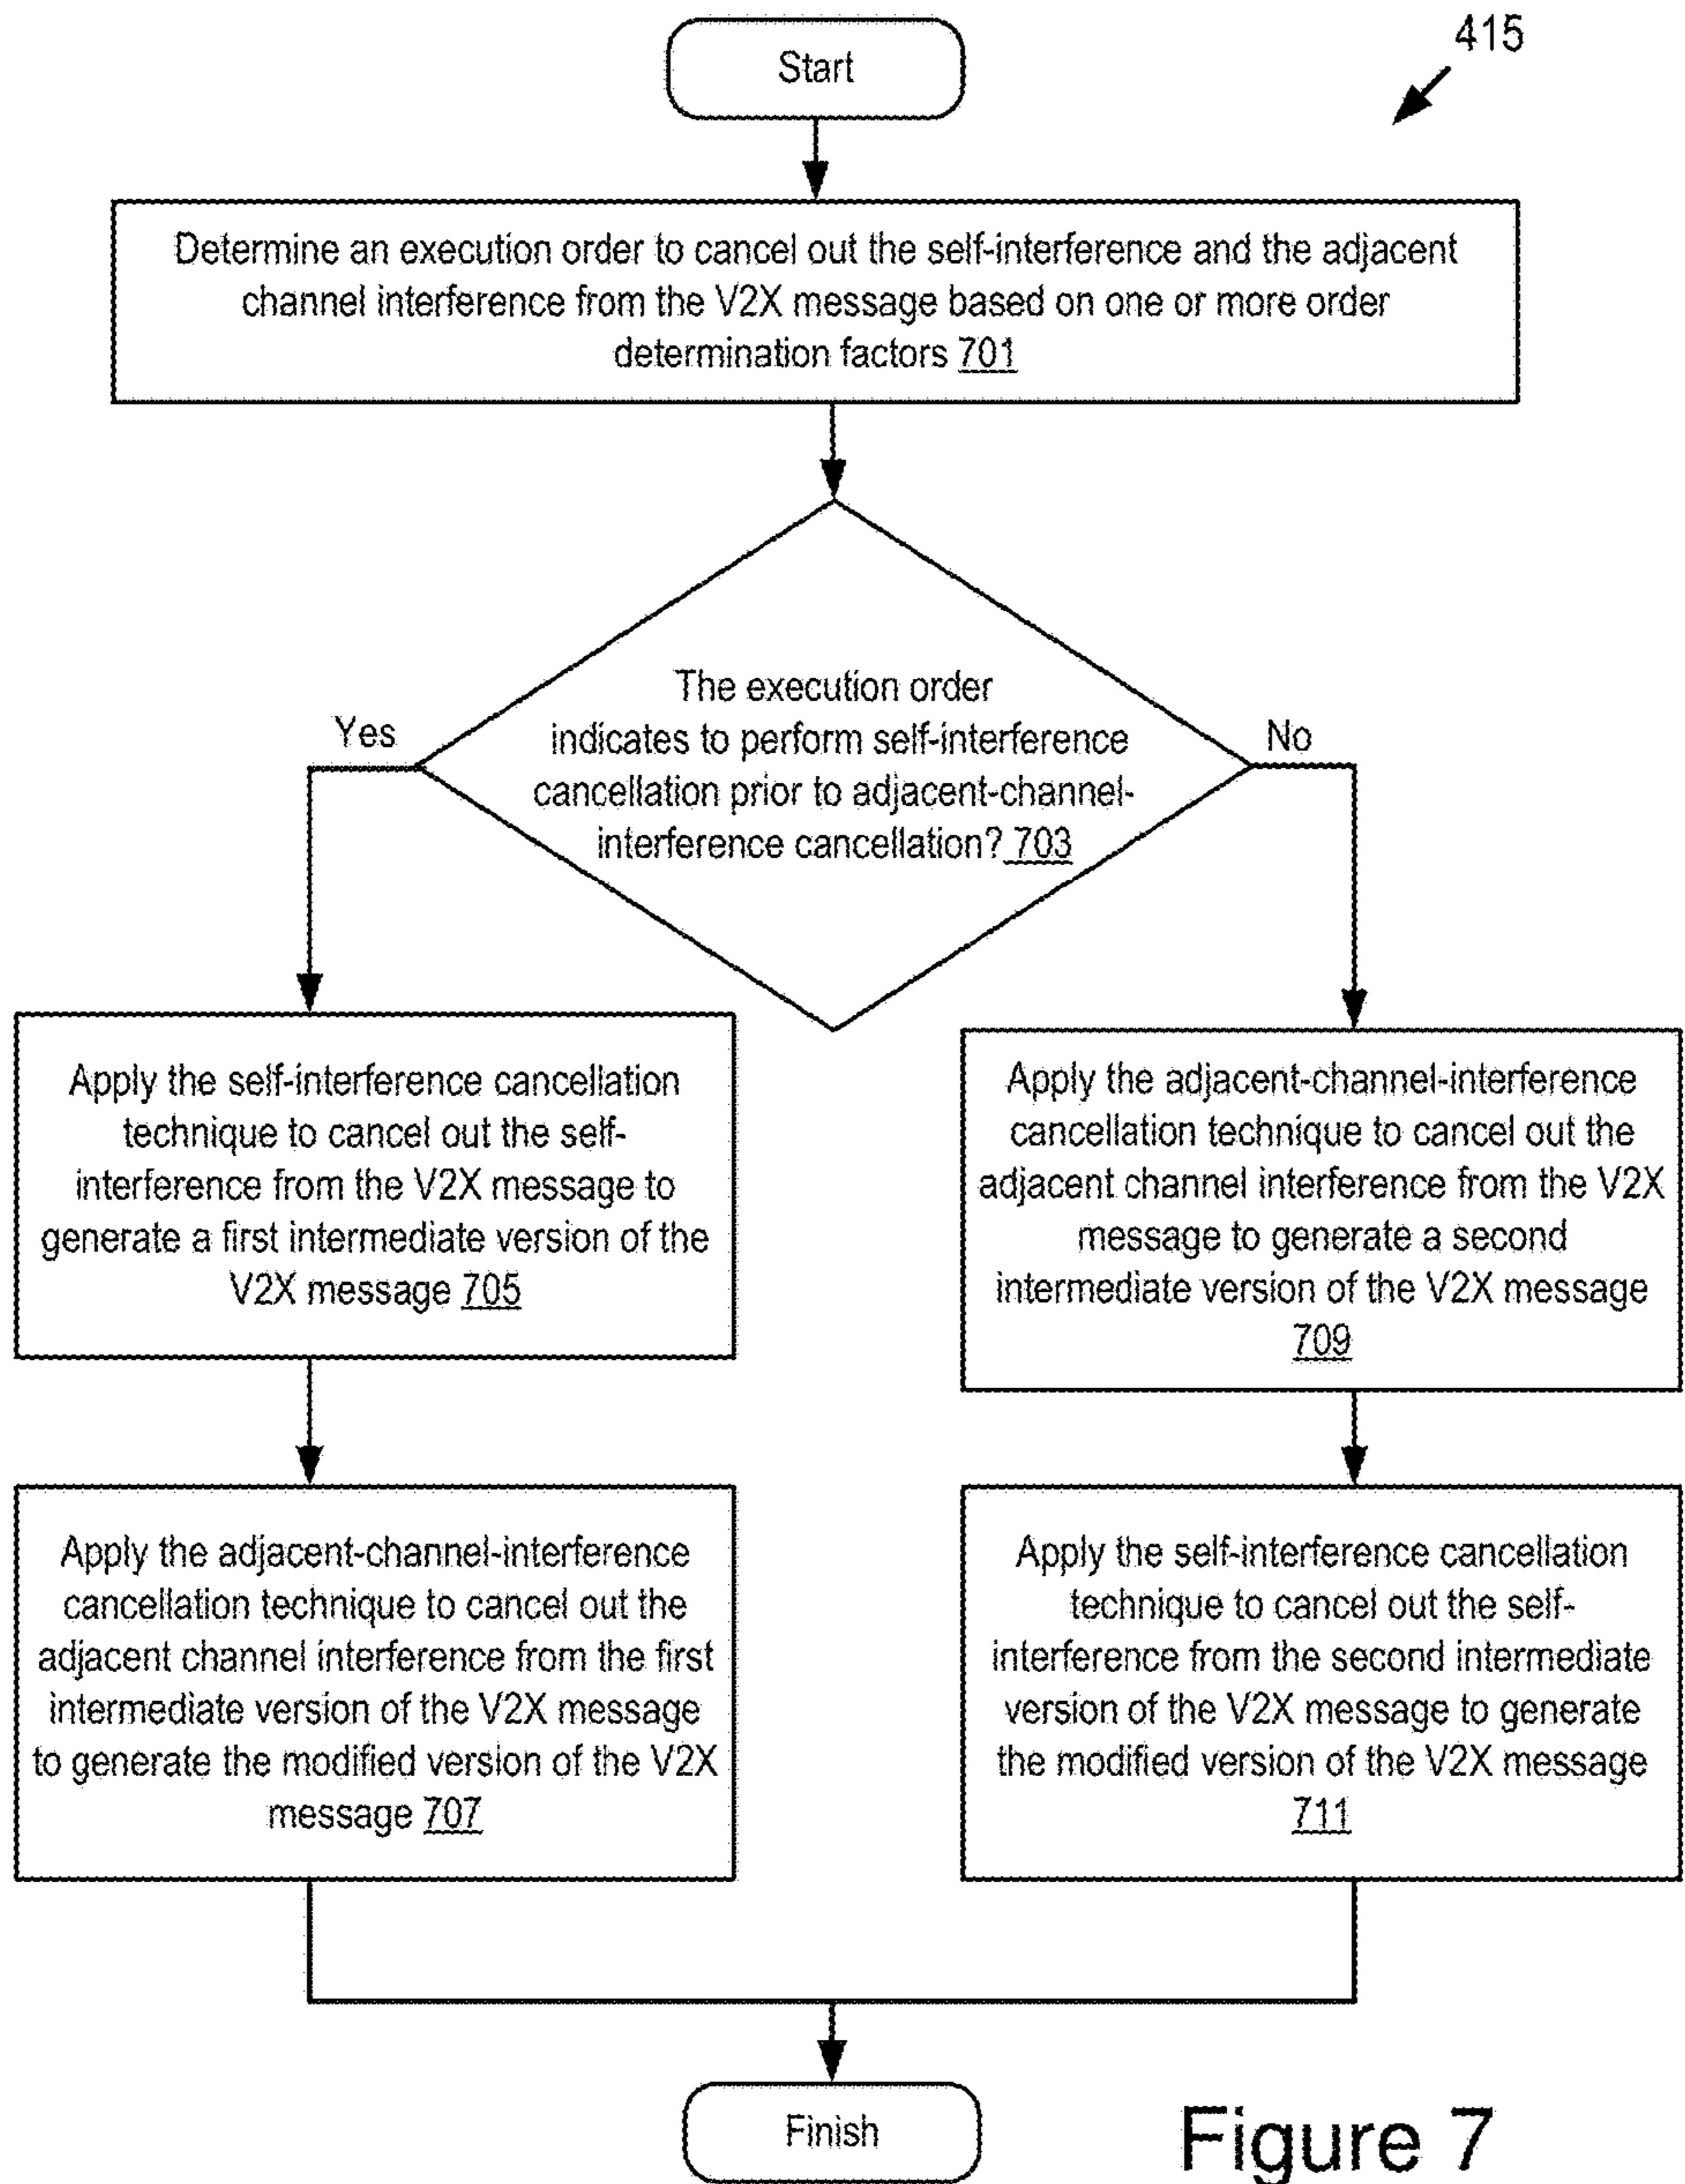 415
Start
Determine an execution order to cancel out the self-interference and the adjacent
channel interference from the V2X message based on one or more order
determination factors 701
The execution order
indicates to perform self-interference
cancellation prior to adjacent-channel-
interference cancellation? 703
Yes
No
Apply the self-interference cancellation
technique to cancel out the self-
interference from the V2X message to
generate a first intermediate version of the
V2X message 705
Apply the adjacent-channel-interference
cancellation technique to cancel out the
adjacent channel interference from the V2X
message to generate a second
intermediate version of the V2X message
709
Apply the adjacent-channel-interference
cancellation technique to cancel out the
adjacent channel interference from the first
intermediate version of the V2X message
to generate the modified version of the V2X
message 707
Apply the self-interference cancellation
technique to cancel out the self-
interference from the second intermediate
version of the V2X message to generate
the modified version of the V2X message
711
Finish
Figure 7